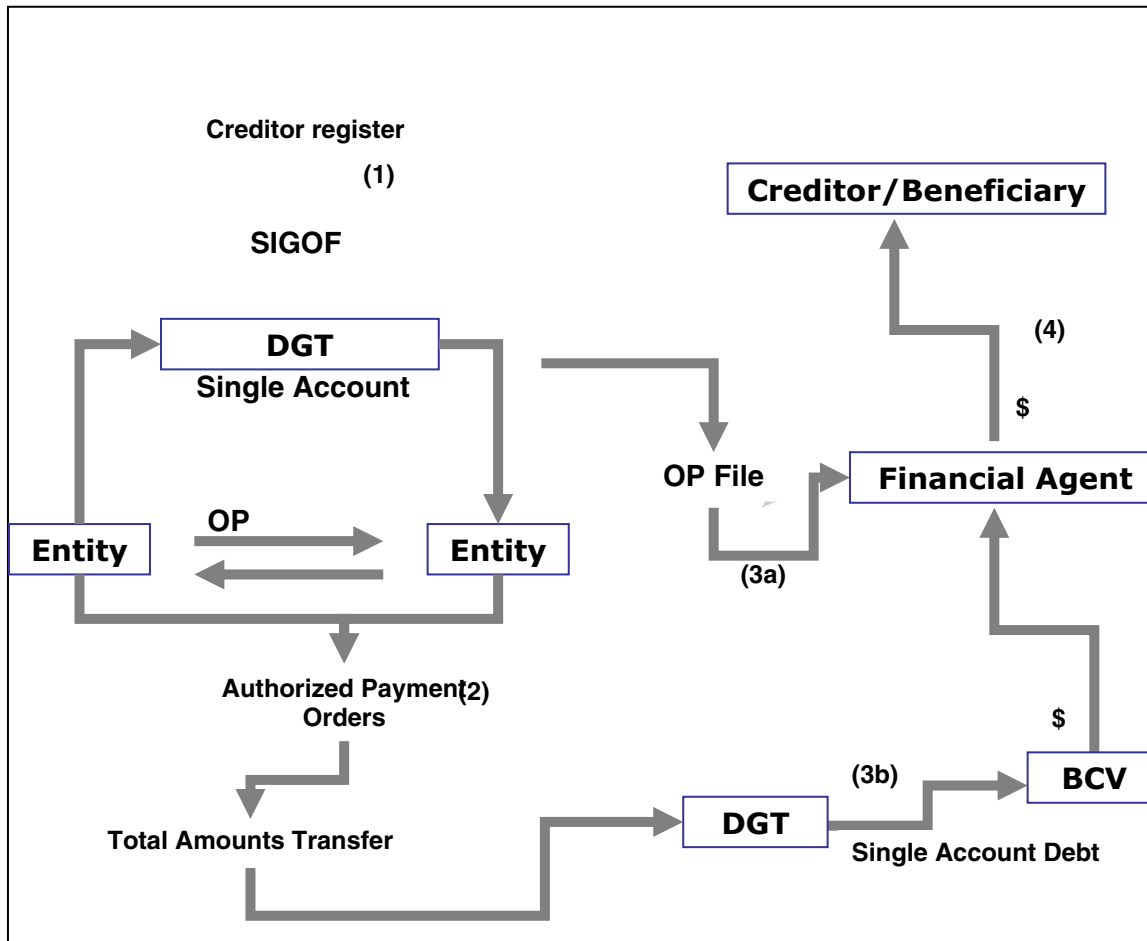 Creditor register
(1)
Creditor/Beneficiary
SIGOF
DGT
Single Account
(4)
$
OP File
Financial Agent
OP
Entity
Entity
(3a)
Authorized Payment
(2)
Orders
$
(3b)
BCV
DGT
Total Amounts Transfer
Single Account Debt